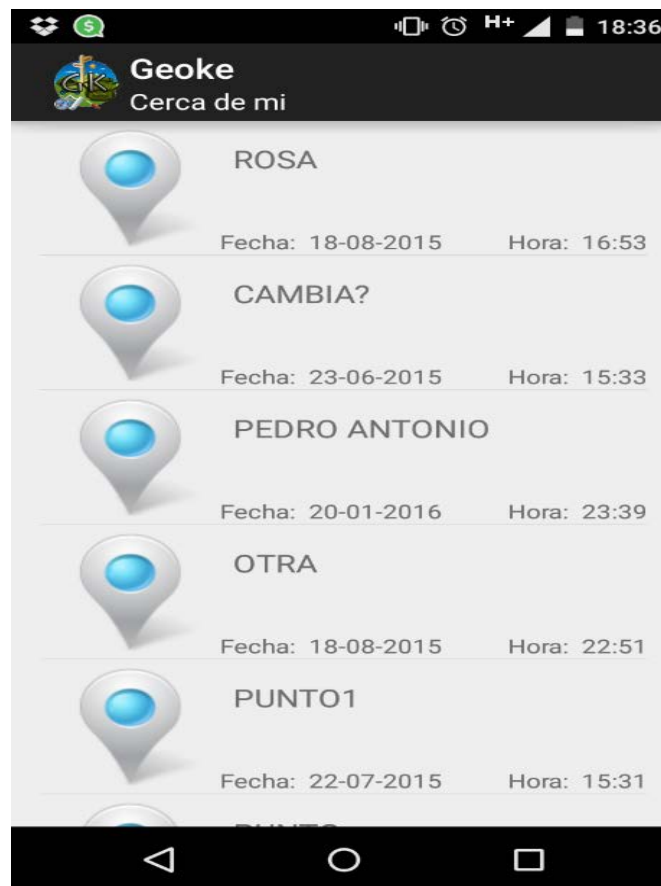 H+ 18:36
Geoke
Cerca de mi
ROSA
Fecha: 18-08-2015 Hora: 16:53
CAMBIA?
Fecha: 23-06-2015 Hora: 15:33
PEDRO ANTONIO
Fecha: 20-01-2016 Hora: 23:39
OTRA
Fecha: 18-08-2015 Hora: 22:51
PUNTO1
Fecha: 22-07-2015 Hora: 15:31